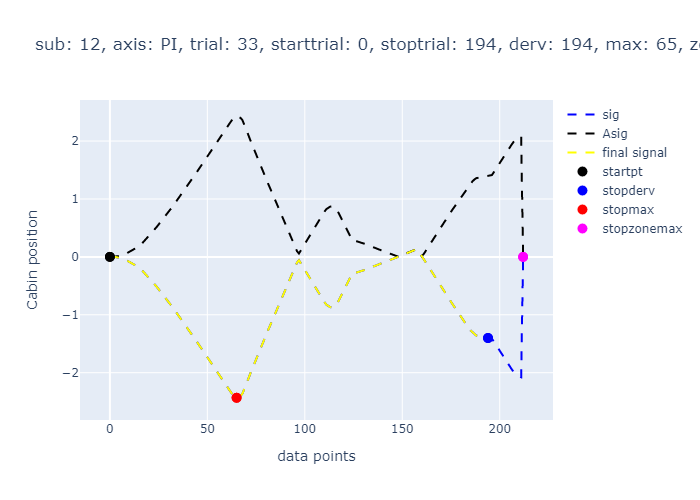 sub: 12, axis: PI, trial: 33, starttrial: 0, stoptrial: 194, derv: 194, max: 65, z
sig
Asig
final signal
startpt
stopderv
stopmax
stopzonemax
Cabin position
2
1
0
−1
−2
0
50
100
150
200
data points